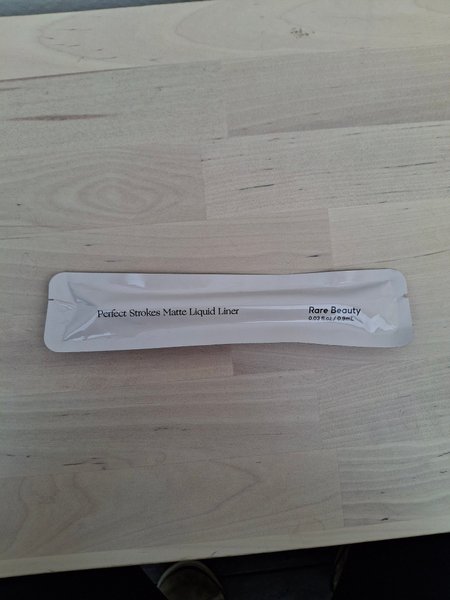 Perfect Strokes Matte Liquid Liner
Rare Beauty
0.03 fl oz / 0.9mL